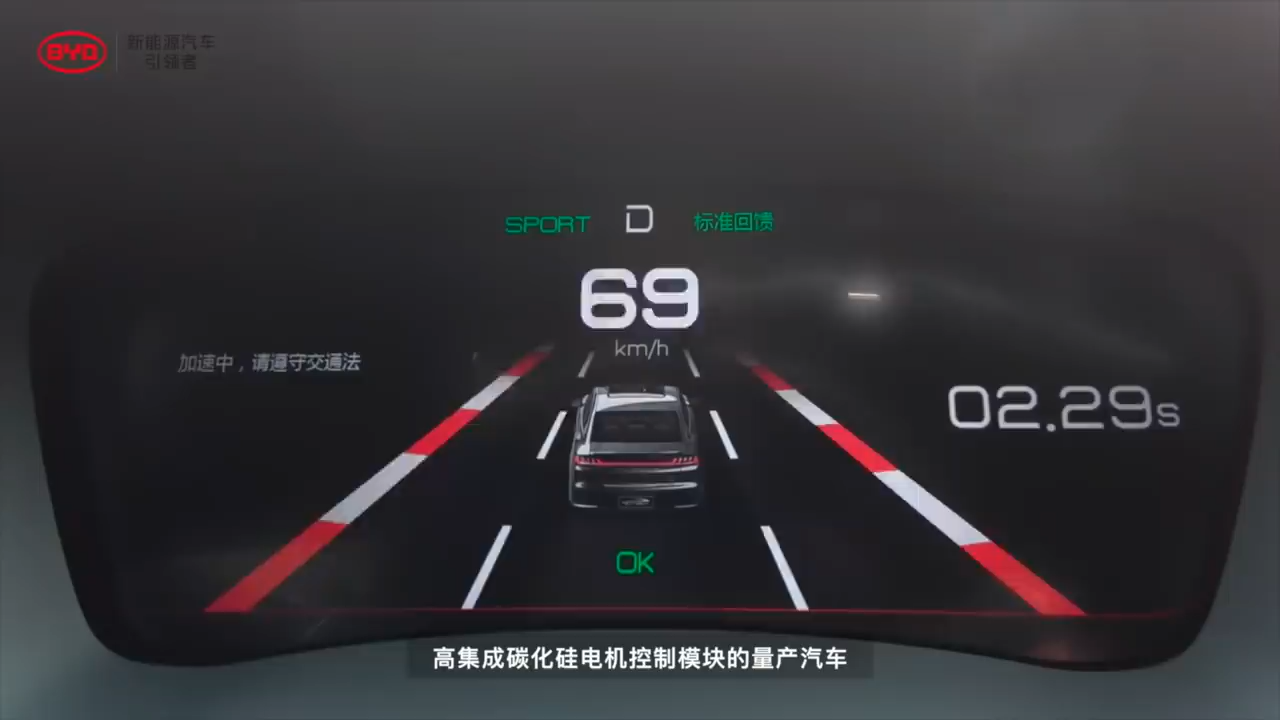 BYD
新能源汽车
引领者
SPORT D 标准回馈
69
km/h
加速中，请遵守交通法
02.29s
OK
高集成碳化硅电机控制模块的量产汽车